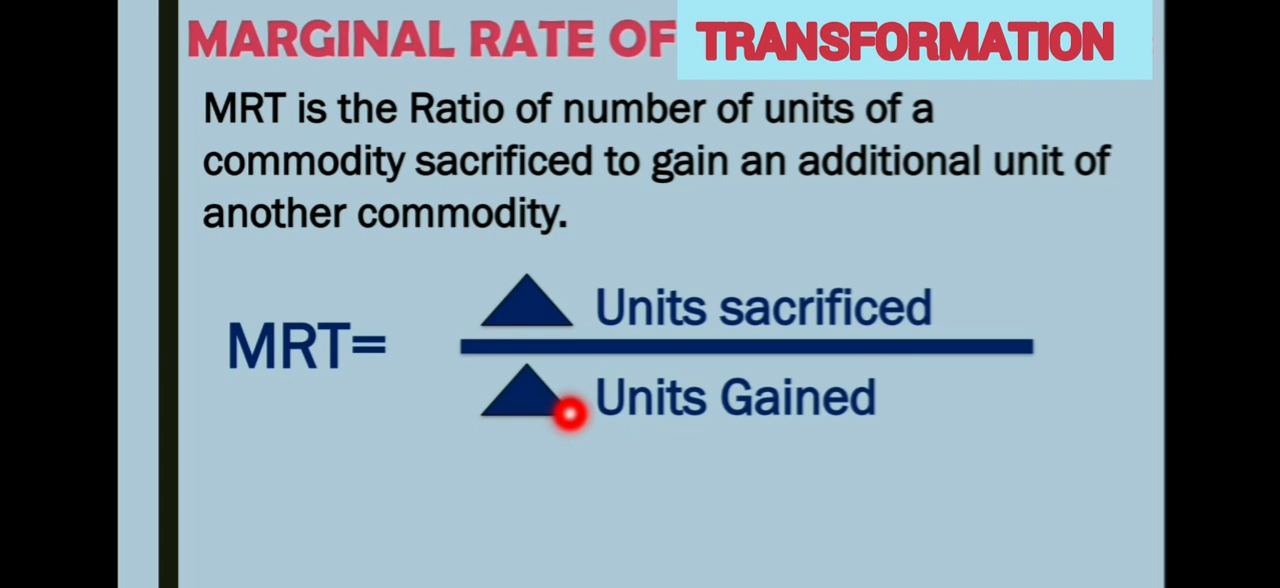 MARGINAL RATE OF TRANSFORMATION
MRT is the Ratio of number of units of a
commodity sacrificed to gain an additional unit of
another commodity.
▲ Units sacrificed
MRT=
▲ Units Gained